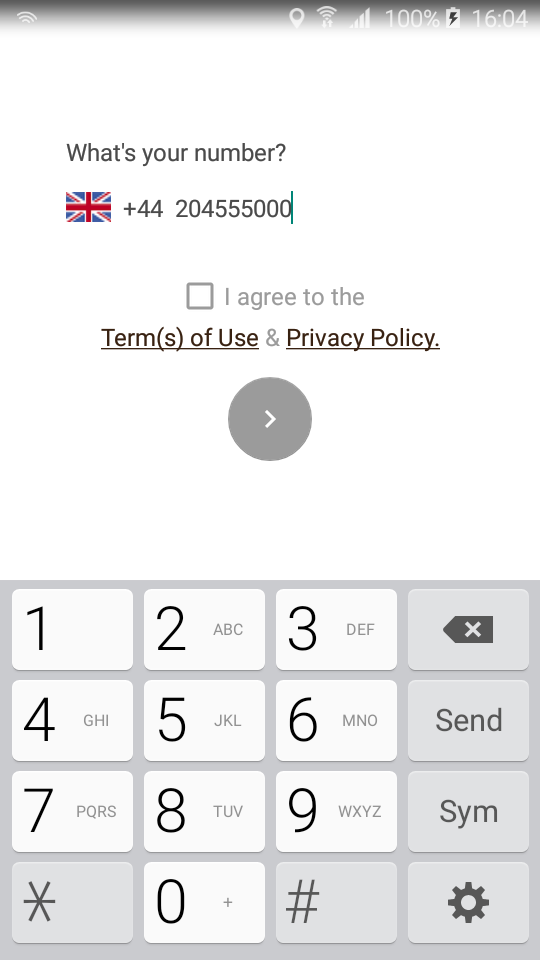 100% 16:04
What's your number?
+44 204555000
I agree to the
Term(s) of Use & Privacy Policy.
1 2 ABC 3 DEF
4 GHI 5 JKL 6 MNO Send
7 PQRS 8 TUV 9 WXYZ Sym
* 0 + #